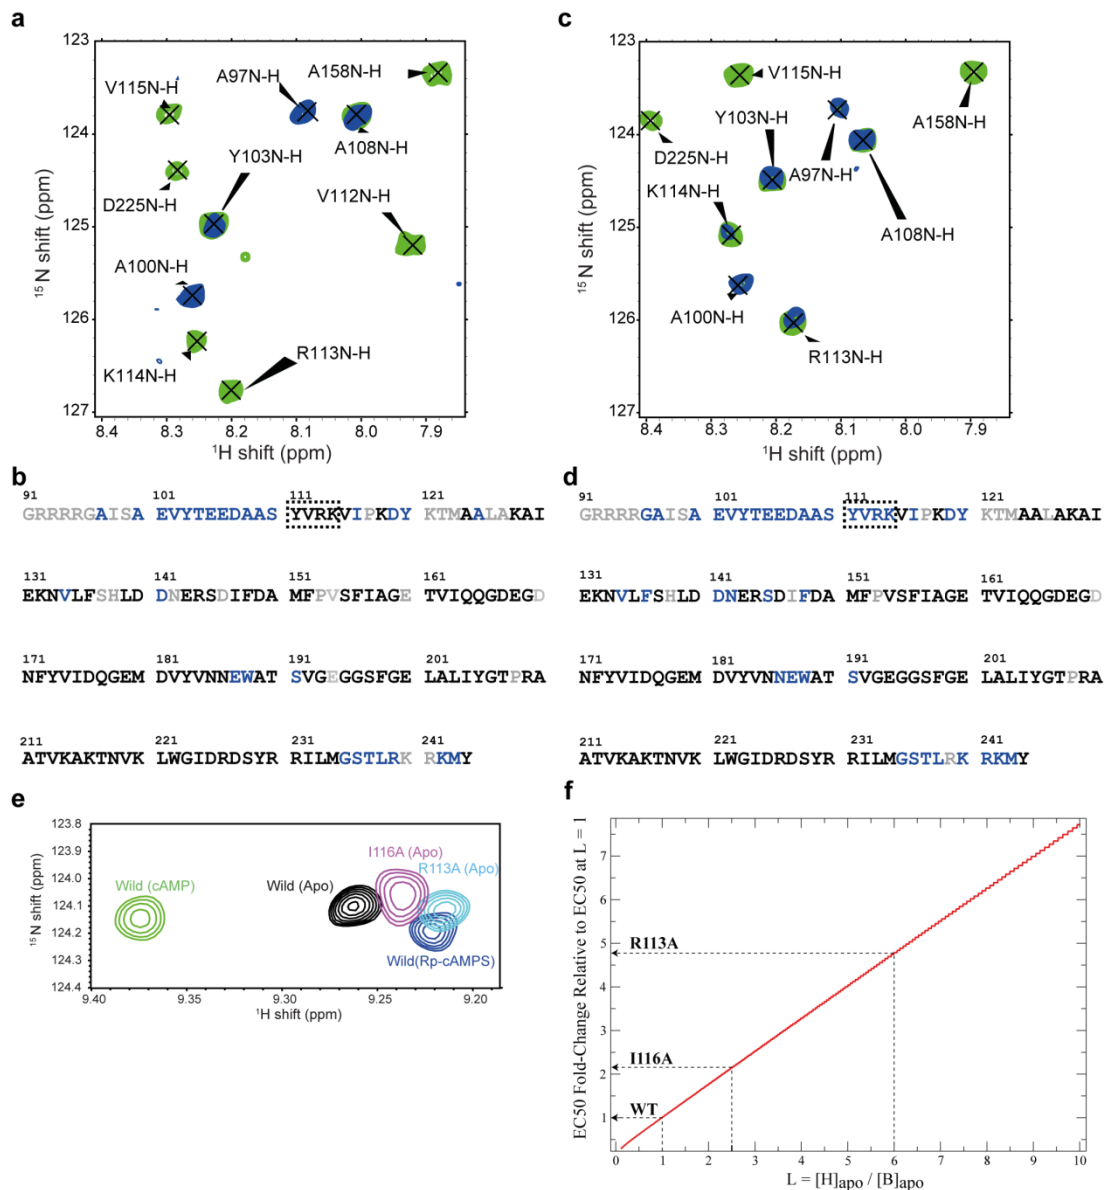 a
123
124
125
126
127
8.4
8.3
8.2
8.1
8.0
7.9
15N shift (ppm)
1H shift (ppm)
V115N-H
A97N-H
A158N-H
A108N-H
Y103N-H
D225N-H
V112N-H
A100N-H
K114N-H
R113N-H
c
123
124
125
126
127
8.4
8.3
8.2
8.1
8.0
7.9
15N shift (ppm)
1H shift (ppm)
V115N-H
Y103N-H
A158N-H
D225N-H
A97N-H
K114N-H
A108N-H
A100N-H
R113N-H
b
91 101 111 121
GRRRRGAISA EVYTEEDAAS YVRKVIPKDY KTMAALAKAI
131 141 151 161
EKNVLFSHLD DNERSDIFDA MFPVSFIAGE TVIQQGDEGD
171 181 191 201
NFYVIDQGEM DVYVNNEWAT SVGEGGSFGE LALIYGTPRA
211 221 231 241
ATVKAKTNVK LWGIDRDSYR RILMGSTLRK RKMY
d
91 101 111 121
GRRRRGAISA EVYTEEDAAS YVRKVIPKDY KTMAALAKAI
131 141 151 161
EKNVLFSHLD DNERSDIFDA MFPVSFIAGE TVIQQGDEGD
171 181 191 201
NFYVIDQGEM DVYVNNEWAT SVGEGGSFGE LALIYGTPRA
211 221 231 241
ATVKAKTNVK LWGIDRDSYR RILMGSTLRK RKMY
e
123.8
123.9
124.0
124.1
124.2
124.3
124.4
9.40
9.35
9.30
9.25
9.20
15N shift (ppm)
1H shift (ppm)
Wild (cAMP)
Wild (Apo)
I116A (Apo)
R113A (Apo)
Wild(Rp-cAMPS)
f
EC50 Fold-Change Relative to EC50 at L = 1
7
6
5
4
3
2
1
R113A
I116A
WT
0 1 2 3 4 5 6 7 8 9 10
L = [H]apo / [B]apo